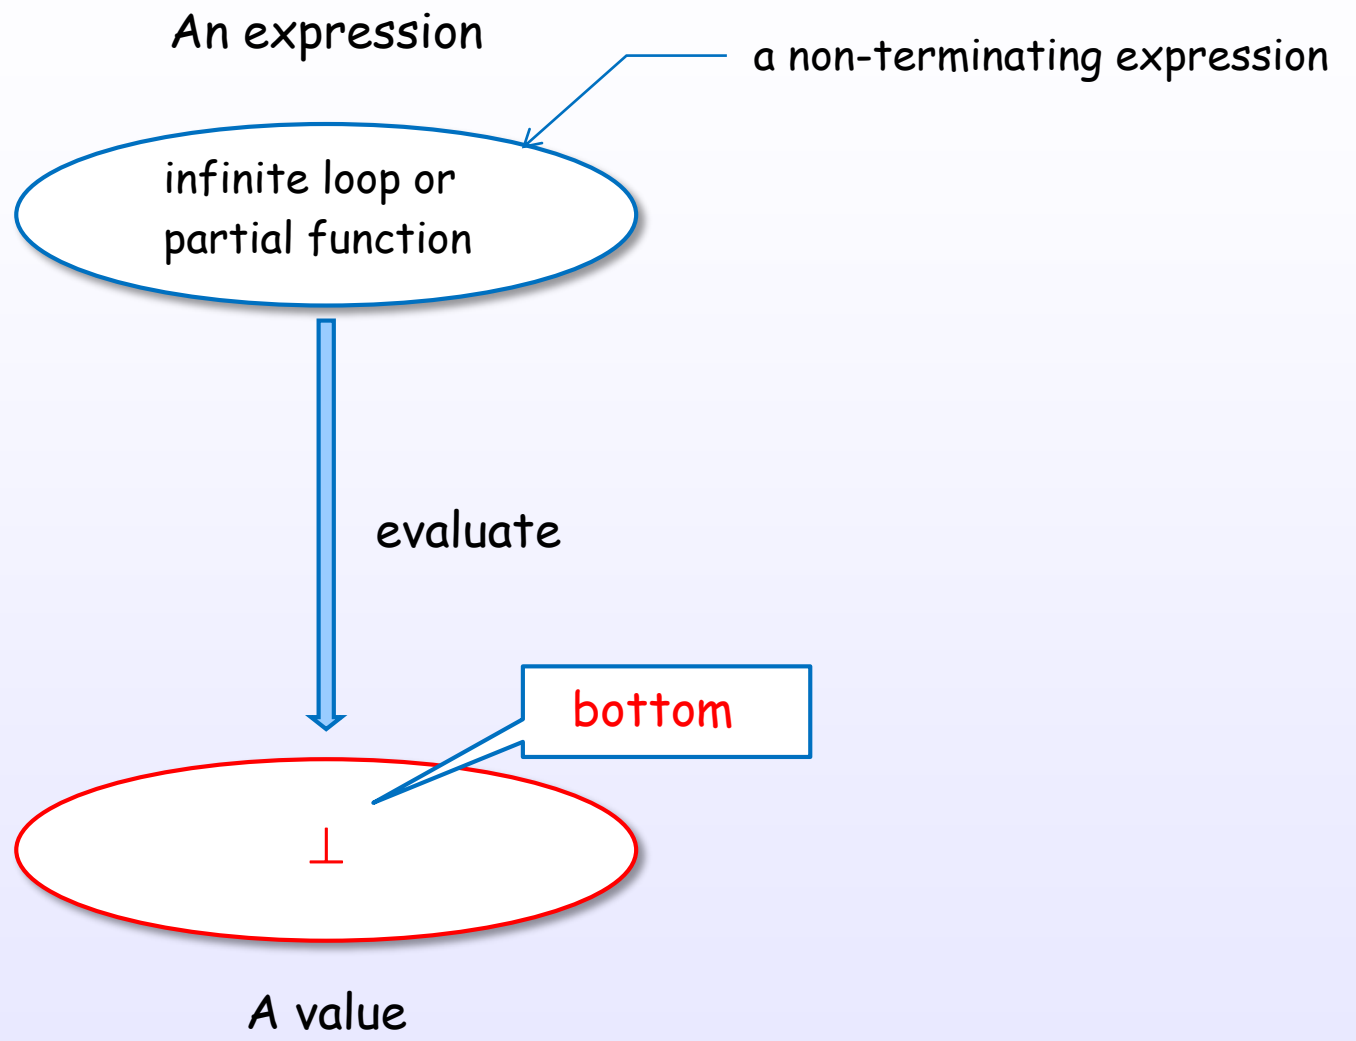 An expression
a non-terminating expression
infinite loop or
partial function
evaluate
bottom
⊥
A value